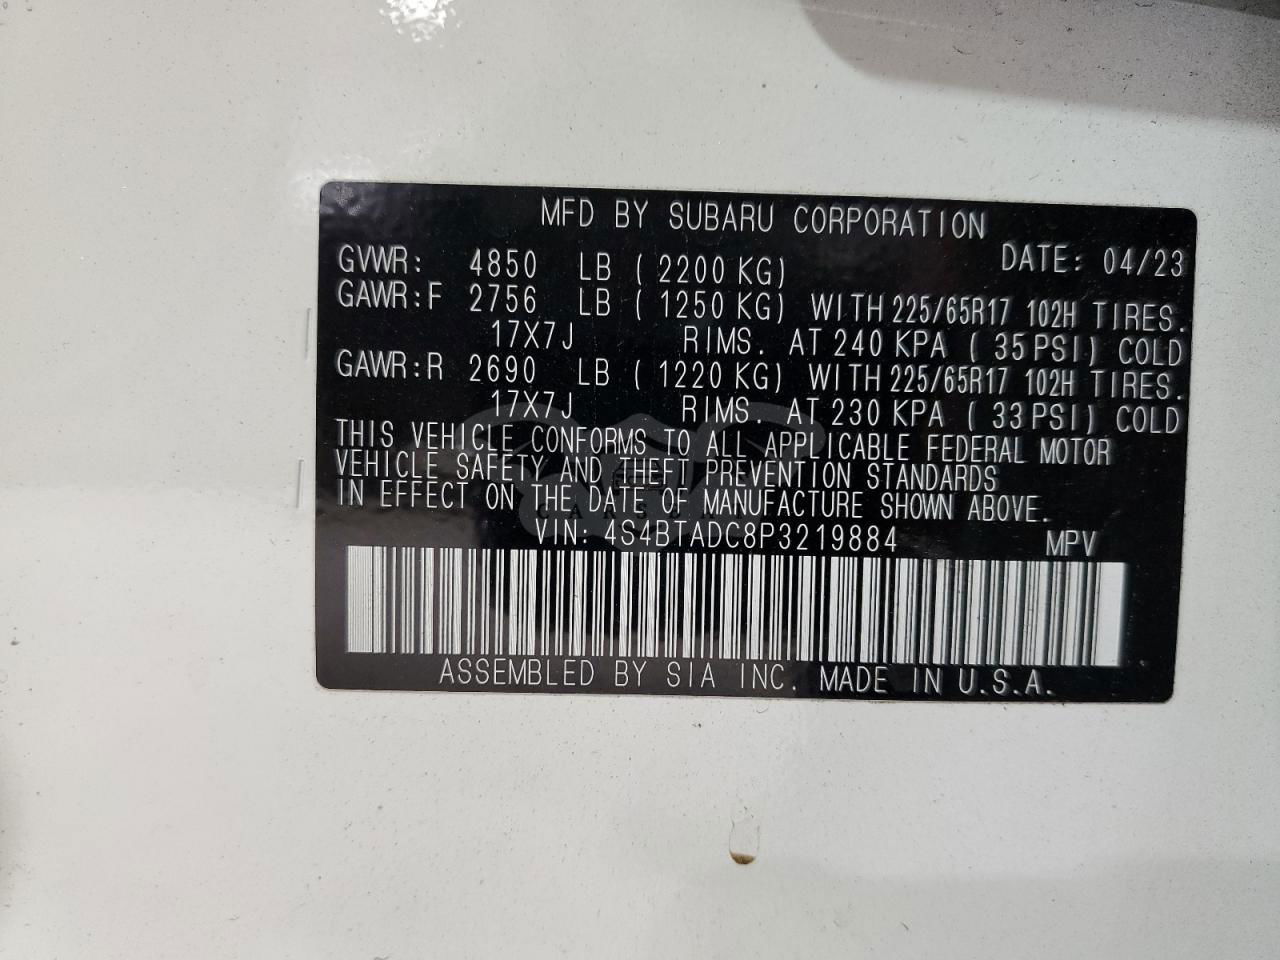 MFD BY SUBARU CORPORATION
DATE: 04/23
GVWR: 4850 LB ( 2200 KG)
GAWR:F 2756 LB ( 1250 KG) WITH 225/65R17 102H TIRES.
17X7J RIMS. AT 240 KPA ( 35PSI) COLD
GAWR:R 2690 LB ( 1220 KG) WITH 225/65R17 102H TIRES.
17X7J RIMS. AT 230 KPA ( 33PSI) COLD
THIS VEHICLE CONFORMS TO ALL APPLICABLE FEDERAL MOTOR
VEHICLE SAFETY AND THEFT PREVENTION STANDARDS
IN EFFECT ON THE DATE OF MANUFACTURE SHOWN ABOVE.
VIN: 4S4BTADC8P3219884 MPV
ASSEMBLED BY SIA INC. MADE IN U.S.A.